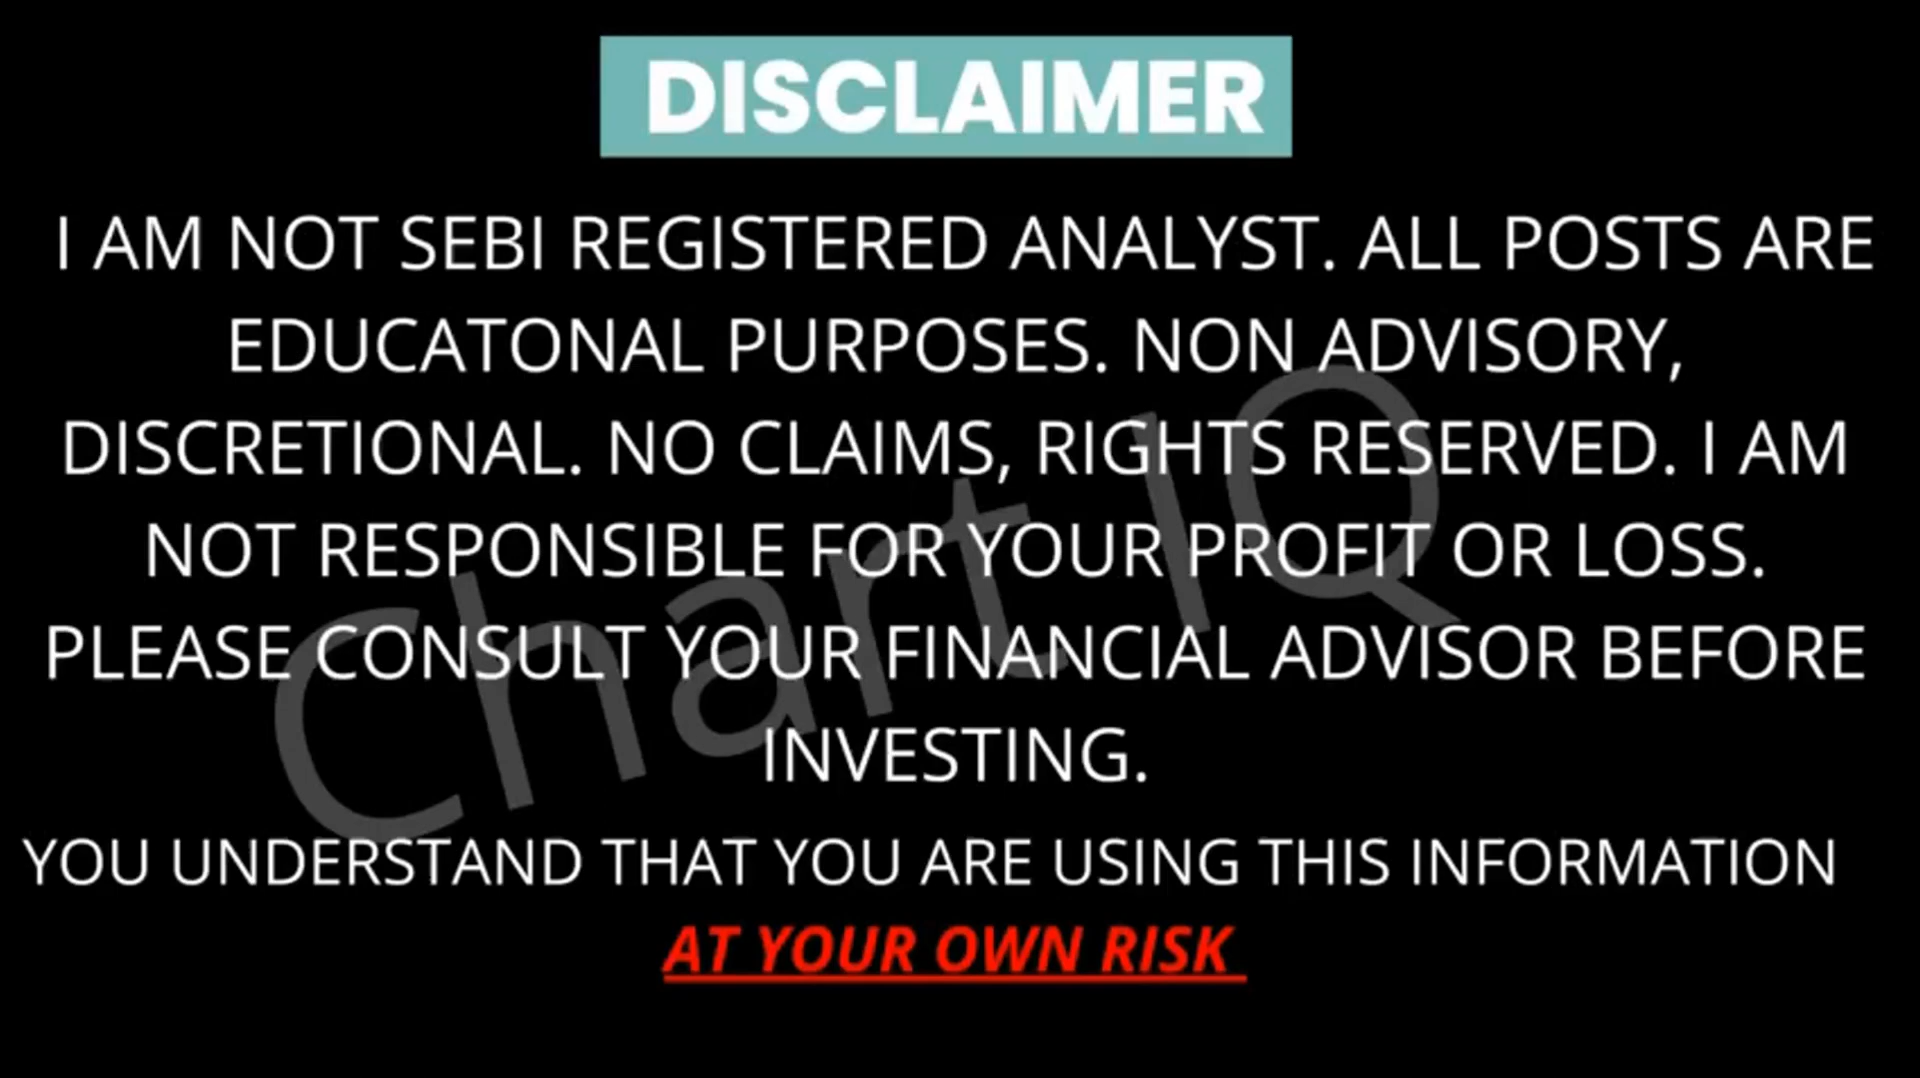 DISCLAIMER
I AM NOT SEBI REGISTERED ANALYST. ALL POSTS ARE
EDUCATONAL PURPOSES. NON ADVISORY,
DISCRETIONAL. NO CLAIMS, RIGHTS RESERVED. I AM
NOT RESPONSIBLE FOR YOUR PROFIT OR LOSS.
PLEASE CONSULT YOUR FINANCIAL ADVISOR BEFORE
INVESTING.
YOU UNDERSTAND THAT YOU ARE USING THIS INFORMATION
AT YOUR OWN RISK
Chart IQ